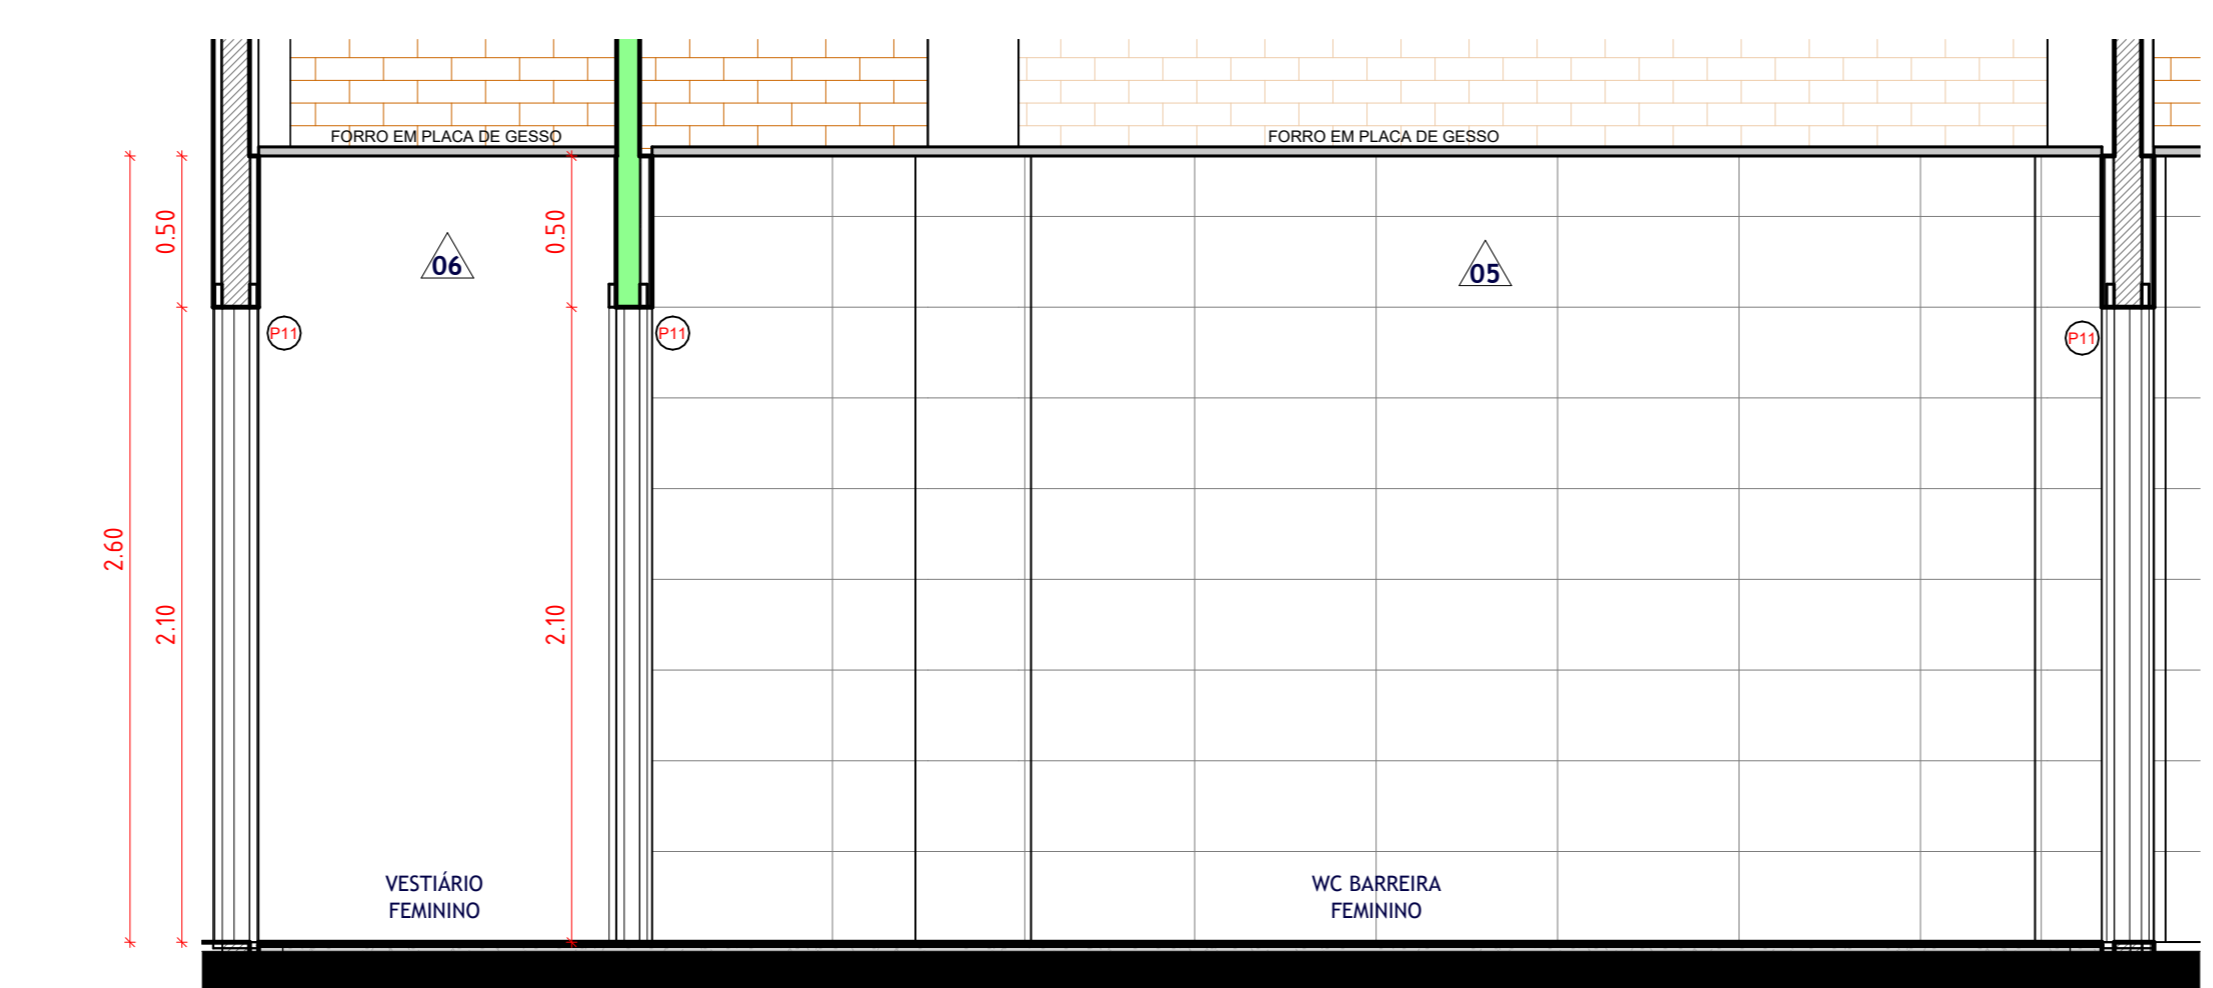 FORRO EM PLACA DE GESSO
FORRO EM PLACA DE GESSO
0.50
0.50
06
05
P11
P11
P11
2.60
2.10
2.10
VESTIÁRIO
FEMININO
WC BARREIRA
FEMININO